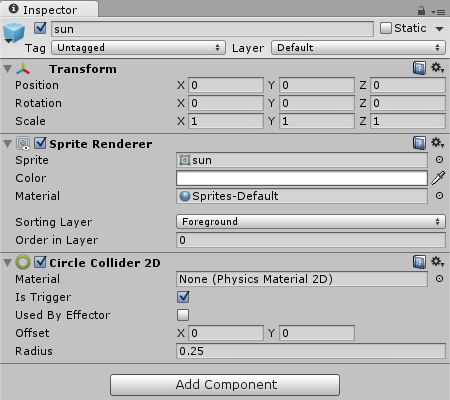 Inspector
sun Static
Tag Untagged Layer Default
Transform
Position X 0 Y 0 Z 0
Rotation X 0 Y 0 Z 0
Scale X 1 Y 1 Z 1
Sprite Renderer
Sprite sun
Color
Material Sprites-Default
Sorting Layer Foreground
Order in Layer 0
Circle Collider 2D
Material None (Physics Material 2D)
Is Trigger
Used By Effector
Offset X 0 Y 0
Radius 0.25
Add Component